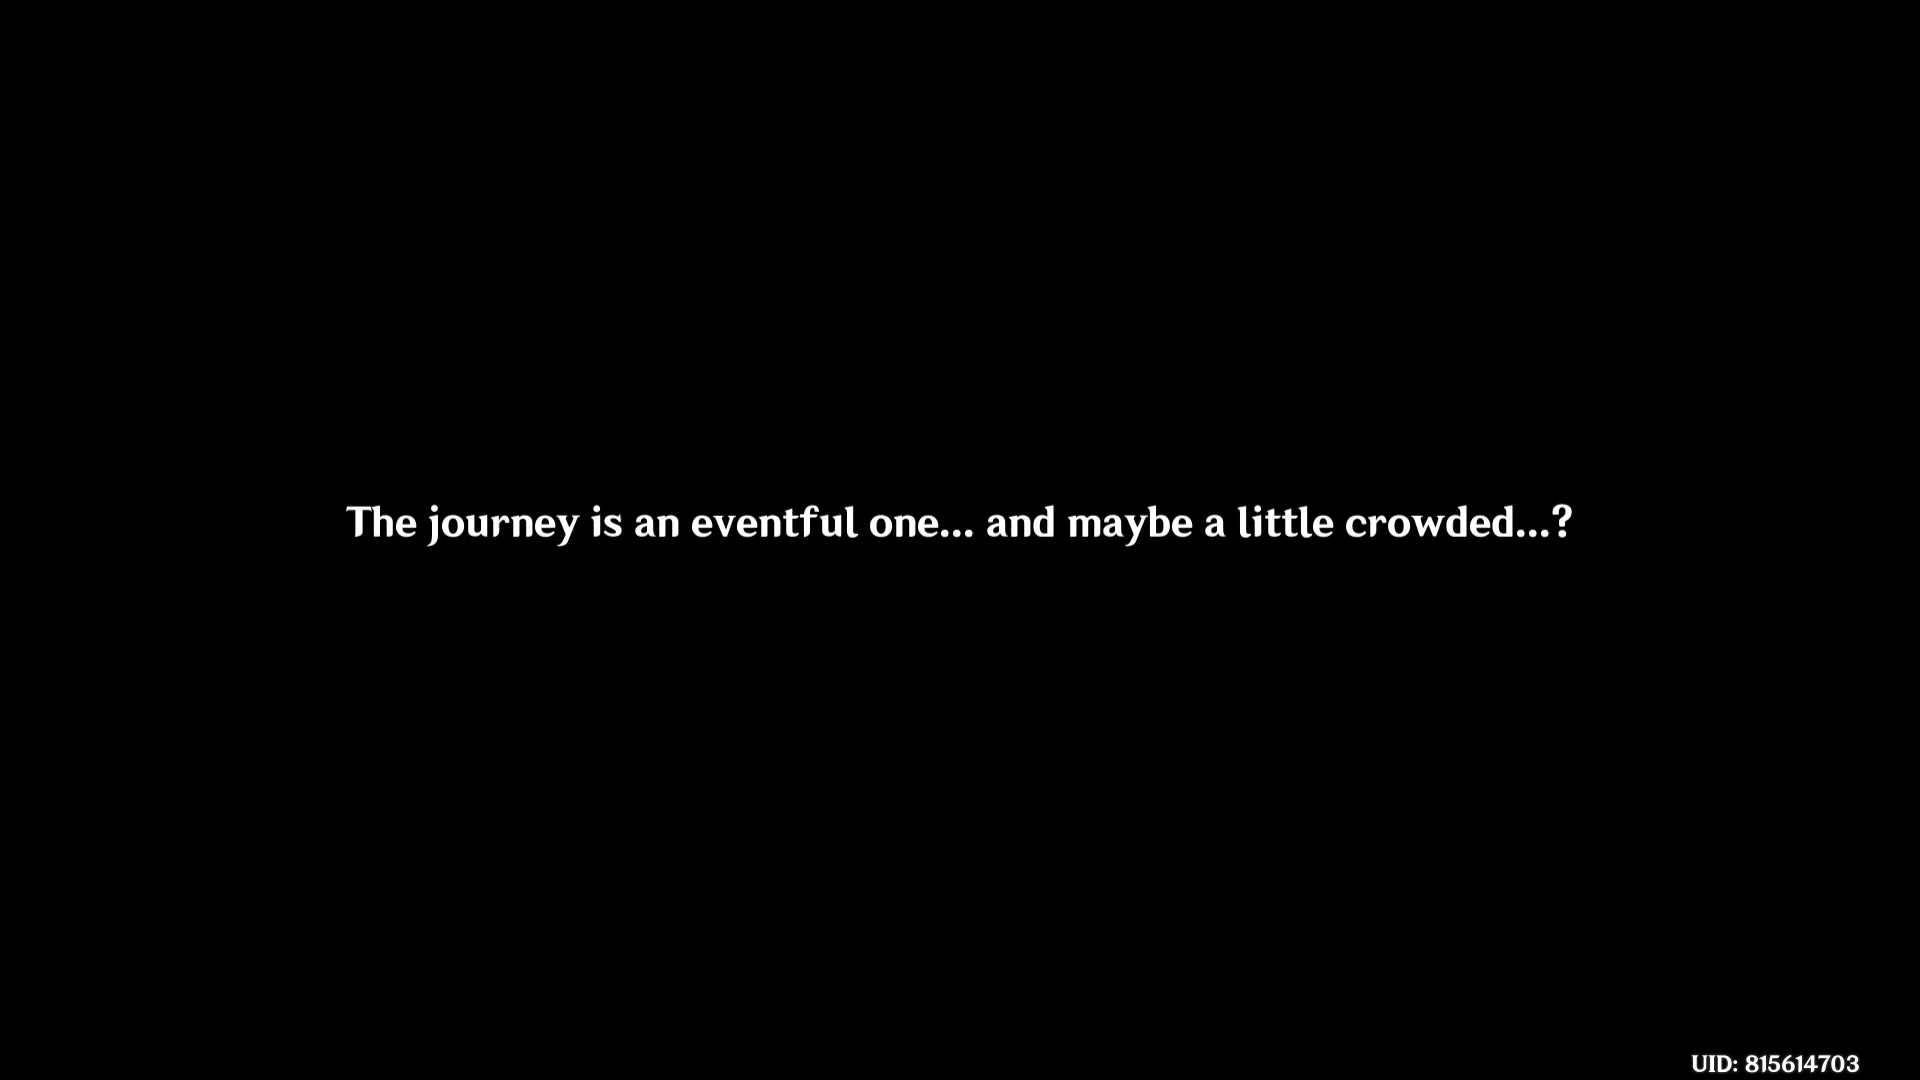 The journey is an eventful one... and maybe a little crowded...?
UID: 815614703